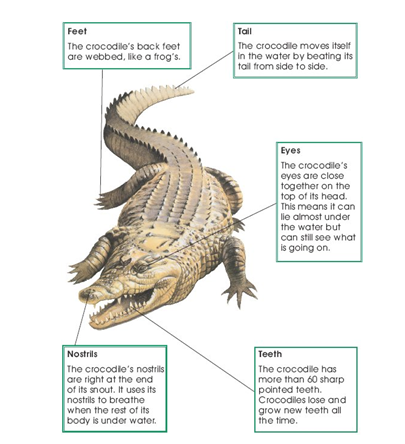 Feet
The crocodile's back feet
are webbed, like a frog's.
Tail
The crocodile moves itself
in the water by beating its
tail from side to side.
Eyes
The crocodile's
eyes are close
together on the
top of its head.
This means it can
lie almost under
the water but
can still see what
is going on.
Nostrils
The crocodile's nostrils
are right at the end
of its snout. It uses its
nostrils to breathe
when the rest of its
body is under water.
Teeth
The crocodile has
more than 60 sharp
pointed teeth.
Crocodiles lose and
grow new teeth all
the time.